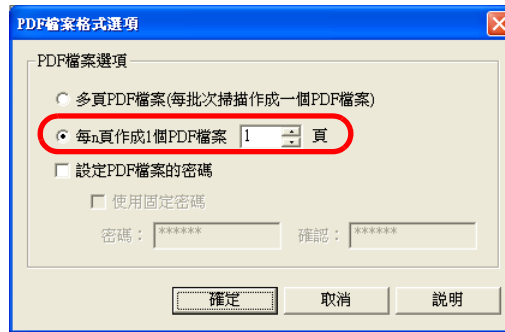 PDF檔案格式選項
PDF檔案選項
多頁PDF檔案(每批次掃描作成一個PDF檔案)
每n頁作成1個PDF檔案 1 頁
設定PDF檔案的密碼
使用固定密碼
密碼： ****** 確認： ******
確定 取消 說明